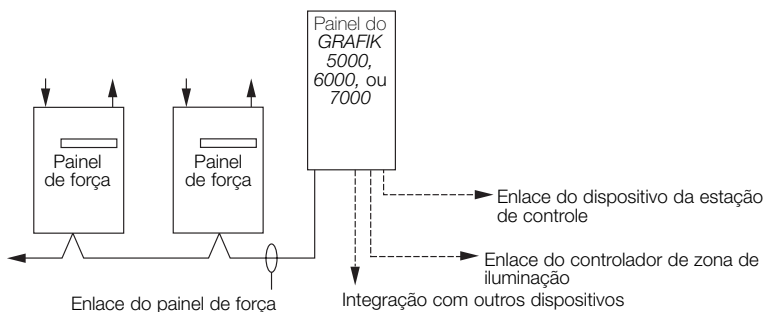 Painel do
GRAFIK
5000,
6000, ou
7000
Painel
de força
Painel
de força
Enlace do dispositivo da estação
de controle
Enlace do controlador de zona de
iluminação
Integração com outros dispositivos
Enlace do painel de força